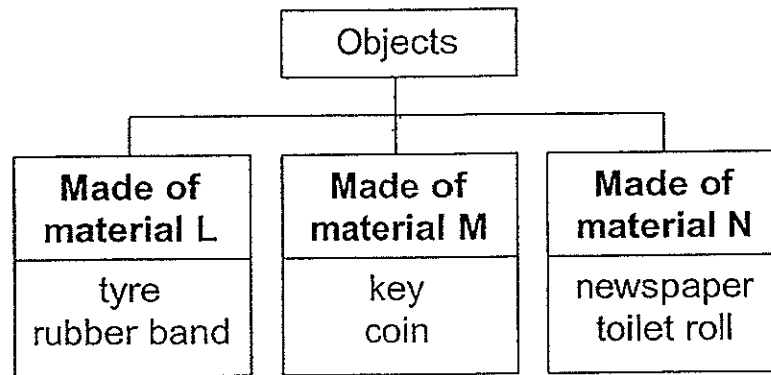 Objects
Made of
material L
tyre
rubber band
Made of
material M
key
coin
Made of
material N
newspaper
toilet roll